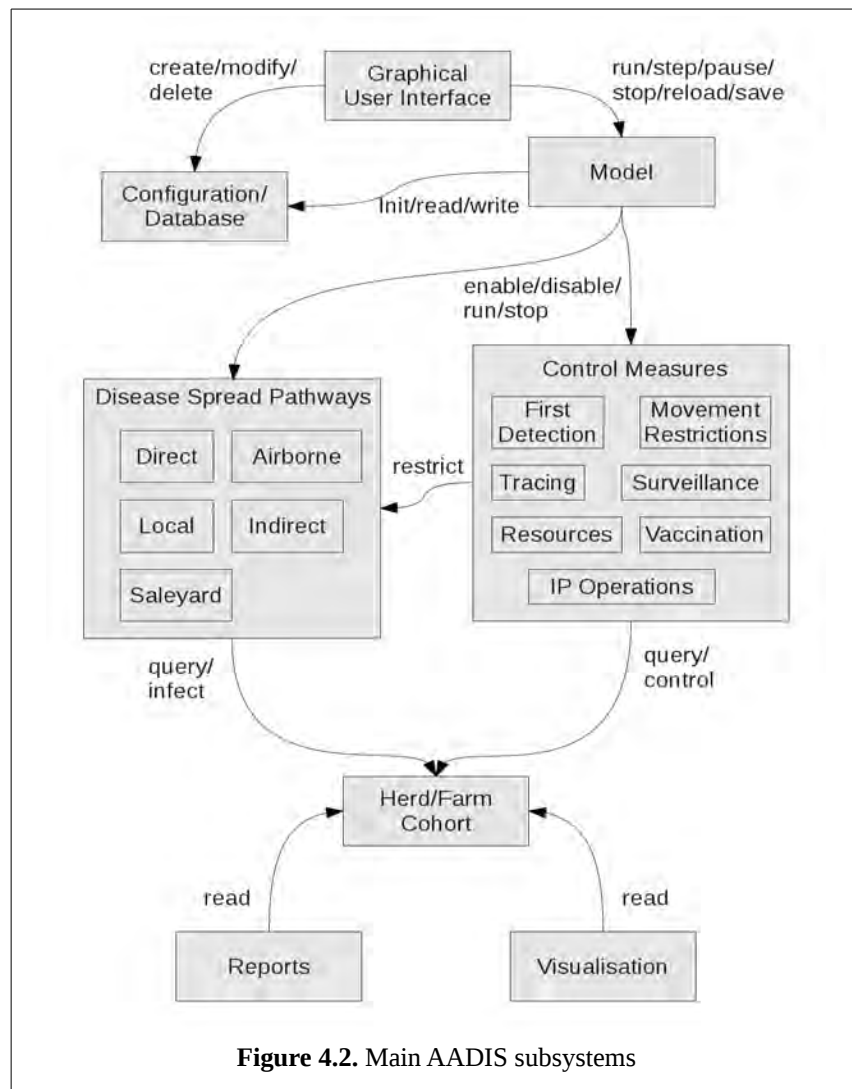 create/modify/
delete
Graphical
User Interface
run/step/pause/
stop/reload/save
Configuration/
Database
Init/read/write
Model
enable/disable/
run/stop
Disease Spread Pathways
Direct
Airborne
Local
Indirect
Saleyard
restrict
Control Measures
First
Detection
Movement
Restrictions
Tracing
Surveillance
Resources
Vaccination
IP Operations
query/
infect
query/
control
Herd/Farm
Cohort
read
read
Reports
Visualisation
Figure 4.2. Main AADIS subsystems